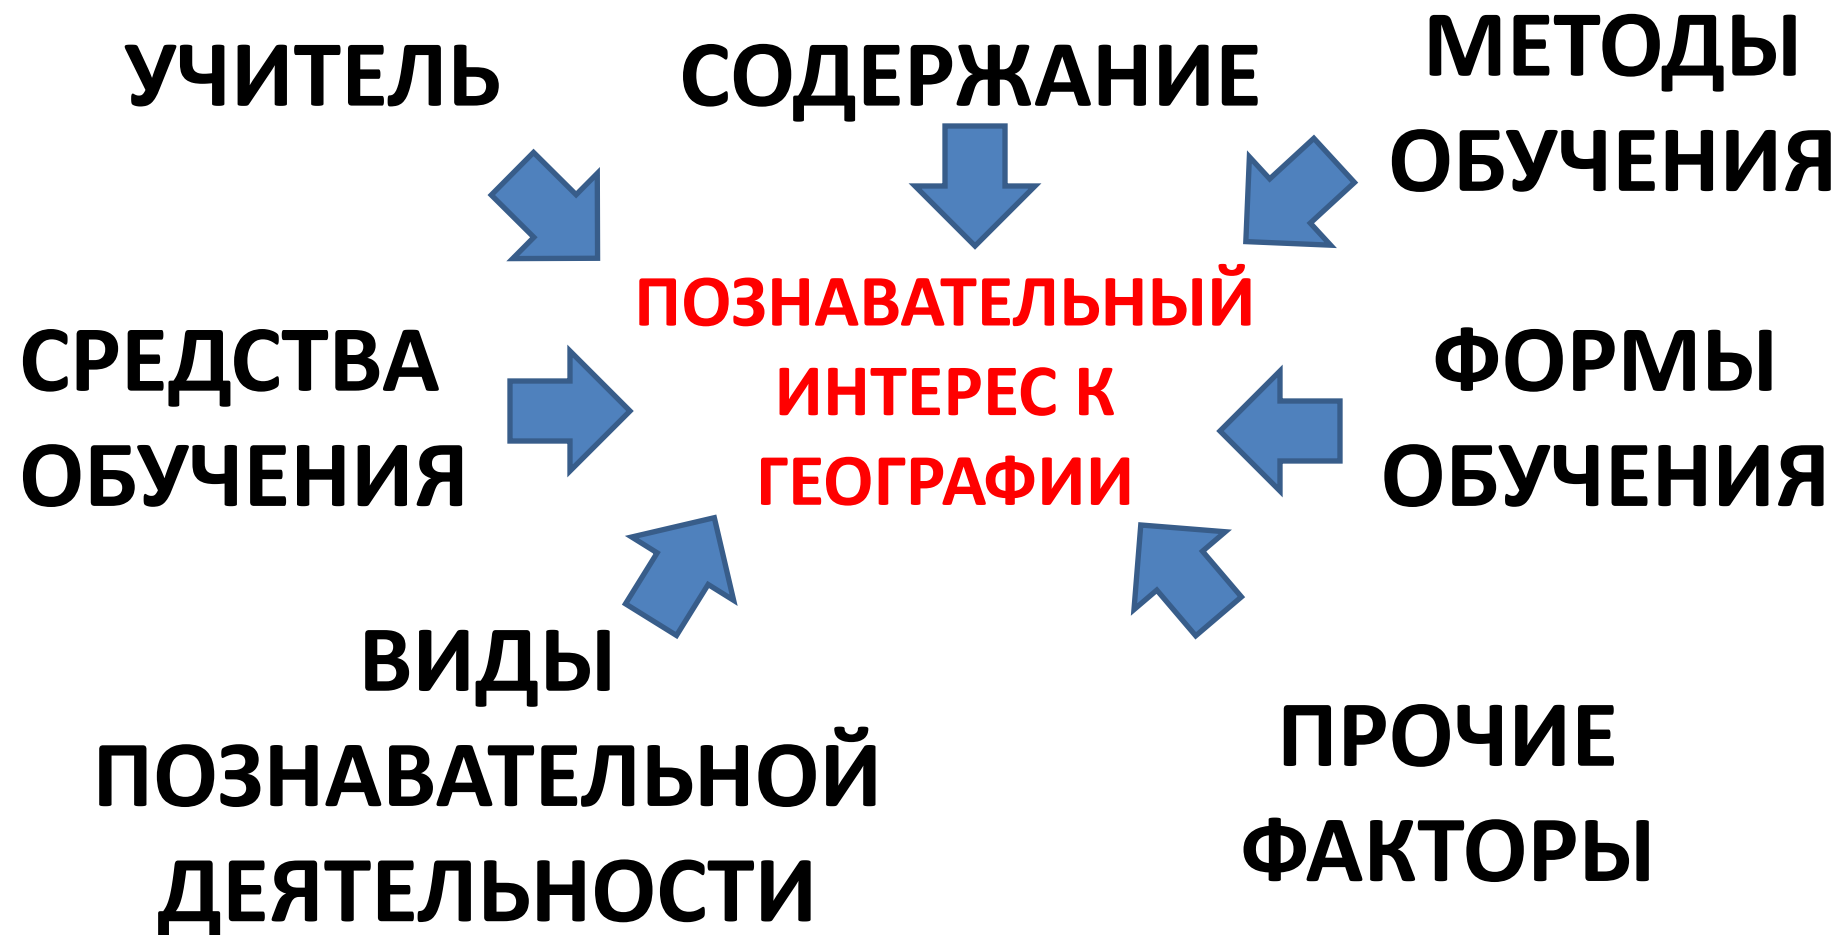 УЧИТЕЛЬ
СОДЕРЖАНИЕ
МЕТОДЫ
ОБУЧЕНИЯ
ПОЗНАВАТЕЛЬНЫЙ
ИНТЕРЕС К
ГЕОГРАФИИ
СРЕДСТВА
ОБУЧЕНИЯ
ФОРМЫ
ОБУЧЕНИЯ
ВИДЫ
ПОЗНАВАТЕЛЬНОЙ
ДЕЯТЕЛЬНОСТИ
ПРОЧИЕ
ФАКТОРЫ